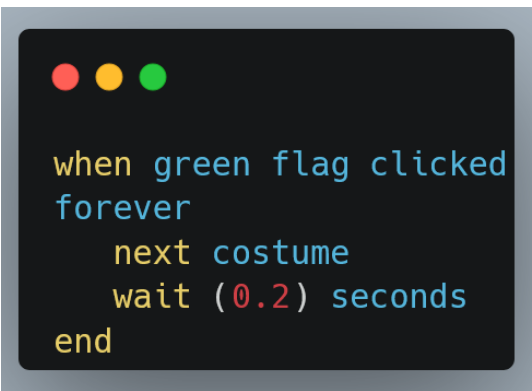 when green flag clicked
forever
   next costume
   wait (0.2) seconds
end